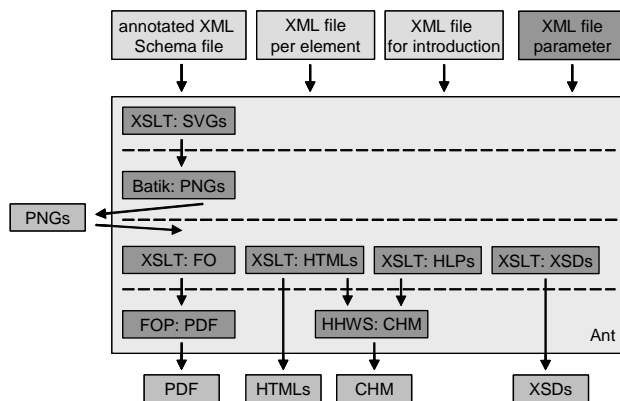 annotated XML
Schema file
XML file
per element
XML file
for introduction
XML file
parameter
XSLT: SVGs
Batik: PNGs
PNGs
XSLT: FO
XSLT: HTMLs
XSLT: HLPs
XSLT: XSDs
FOP: PDF
HHWS: CHM
Ant
PDF
HTMLs
CHM
XSDs